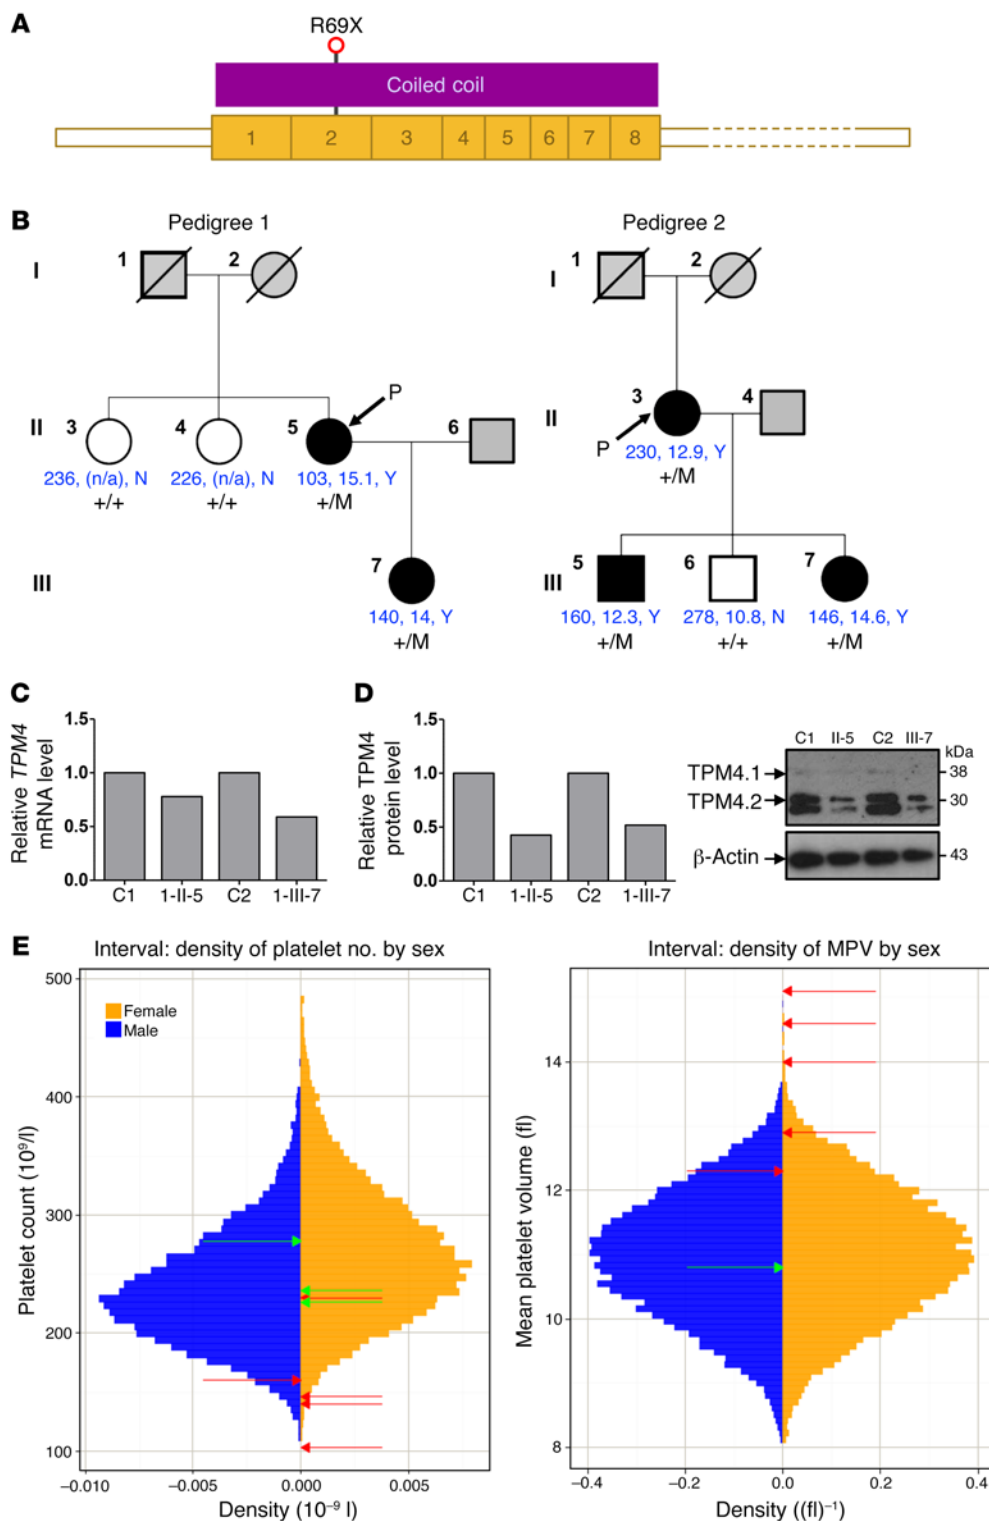 A
R69X
Coiled coil
1 2 3 4 5 6 7 8
B
Pedigree 1
Pedigree 2
I
1 2
I
1 2
II
3 4 5 P 6
236, (n/a), N 226, (n/a), N 103, 15.1, Y
+/+ +/+ +/M
II
3 4
P
230, 12.9, Y
+/M
III
7
140, 14, Y
+/M
III
5 6 7
160, 12.3, Y 278, 10.8, N 146, 14.6, Y
+/M +/+ +/M
C
Relative TPM4
mRNA level
1.5
1.0
0.5
0.0
C1 1-II-5 C2 1-III-7
D
Relative TPM4
protein level
1.5
1.0
0.5
0.0
C1 1-II-5 C2 1-III-7
C1 II-5 C2 III-7
kDa
TPM4.1 38
TPM4.2 30
β-Actin 43
E
Interval: density of platelet no. by sex
Female
Male
Platelet count (10⁹/l)
500
400
300
200
100
−0.010 −0.005 0.000 0.005
Density (10⁻⁹ l)
Interval: density of MPV by sex
Mean platelet volume (fl)
14
12
10
8
−0.4 −0.2 0.0 0.2 0.4
Density ((fl)⁻¹)